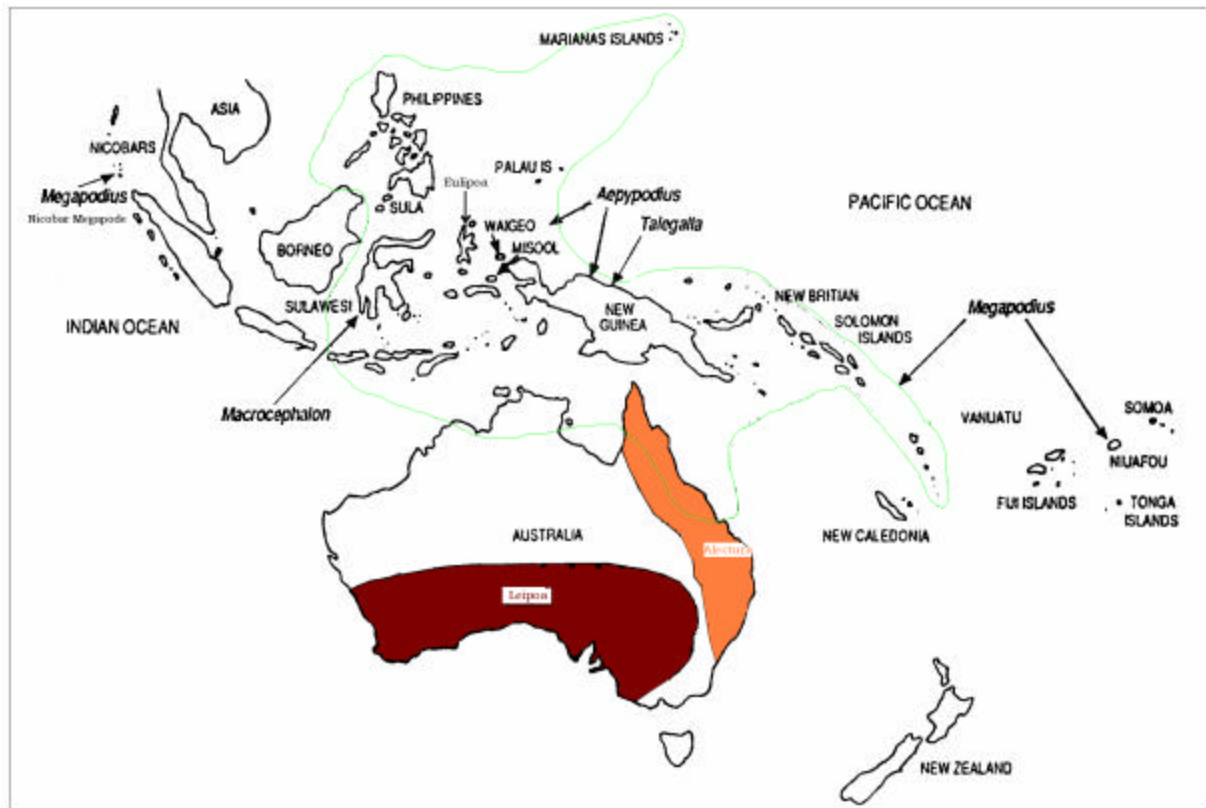 MARIANAS ISLANDS
PHILIPPINES
ASIA
NICOBARS
Megapodius
Nicobar Megapode
PALAU IS
Eulipoa
Aepypodius
Talegalla
PACIFIC OCEAN
SULA
WAIGEO
MISOOL
BORNEO
SULAWESI
INDIAN OCEAN
NEW
GUINEA
NEW BRITIAN
SOLOMON
ISLANDS
Megapodius
Macrocephalon
VANUATU
SOMOA
NIUAFOU
FIJI ISLANDS
TONGA
ISLANDS
NEW CALEDONIA
AUSTRALIA
Alectura
Leipoa
NEW ZEALAND